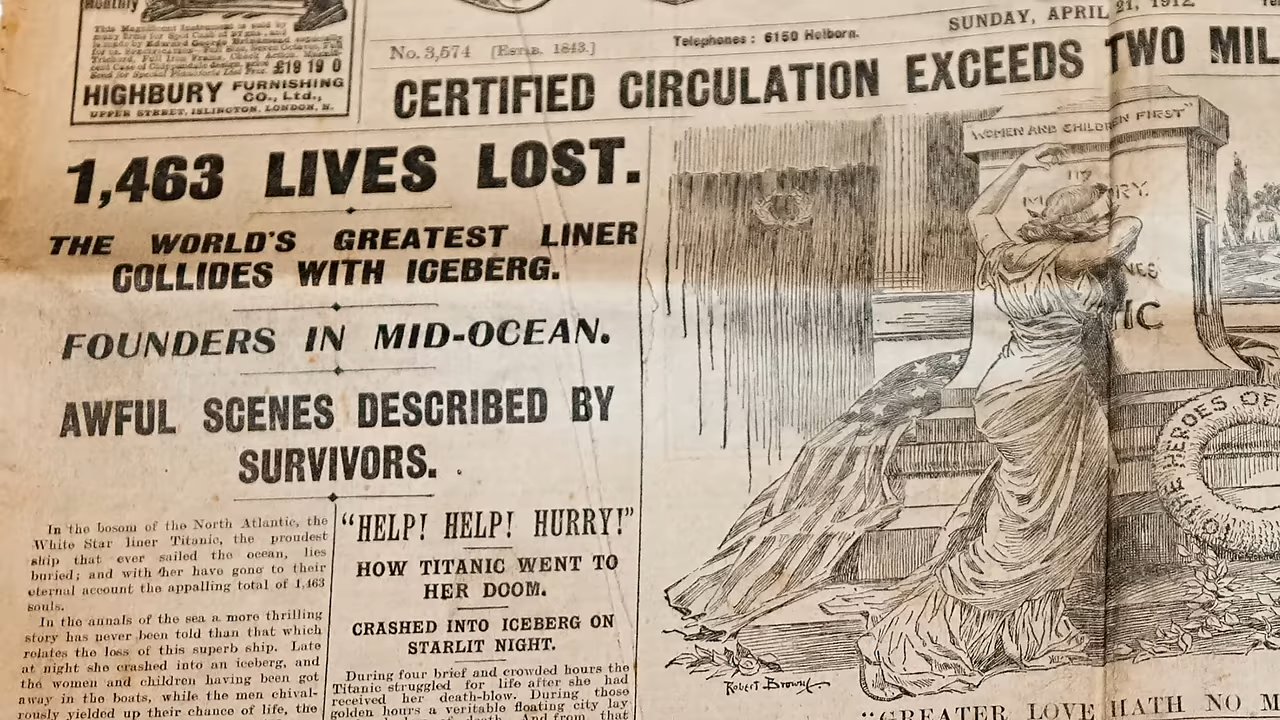 Monthly
£19 19 0
HIGHBURY FURNISHING
CO., Ltd.,
UPPER STREET, ISLINGTON, LONDON, N.
No. 3,574 [ESTAB. 1843.]
Telephones: 6150 Holborn.
SUNDAY, APRIL 21, 1912.
CERTIFIED CIRCULATION EXCEEDS TWO MIL
1,463 LIVES LOST.
THE WORLD'S GREATEST LINER
COLLIDES WITH ICEBERG.
FOUNDERS IN MID-OCEAN.
AWFUL SCENES DESCRIBED BY
SURVIVORS.
In the bosom of the North Atlantic, the
White Star liner Titanic, the proudest
ship that ever sailed the ocean, lies
buried; and with her have gone to their
eternal account the appalling total of 1,463
souls.
In the annals of the sea a more thrilling
story has never been told than that which
relates the loss of this superb ship. Late
at night she crashed into an iceberg, and
the women and children having been got
away in the boats, while the men chival-
rously yielded up their chance of life, the
"HELP! HELP! HURRY!"
HOW TITANIC WENT TO
HER DOOM.
CRASHED INTO ICEBERG ON
STARLIT NIGHT.
During four brief and crowded hours the
Titanic struggled for life after she had
received her death-blow. During those
golden hours a veritable floating city lay
death. And from that
"WOMEN AND CHILDREN FIRST"
HEROES OF
Robert Brown
"GREATER LOVE HATH NO M